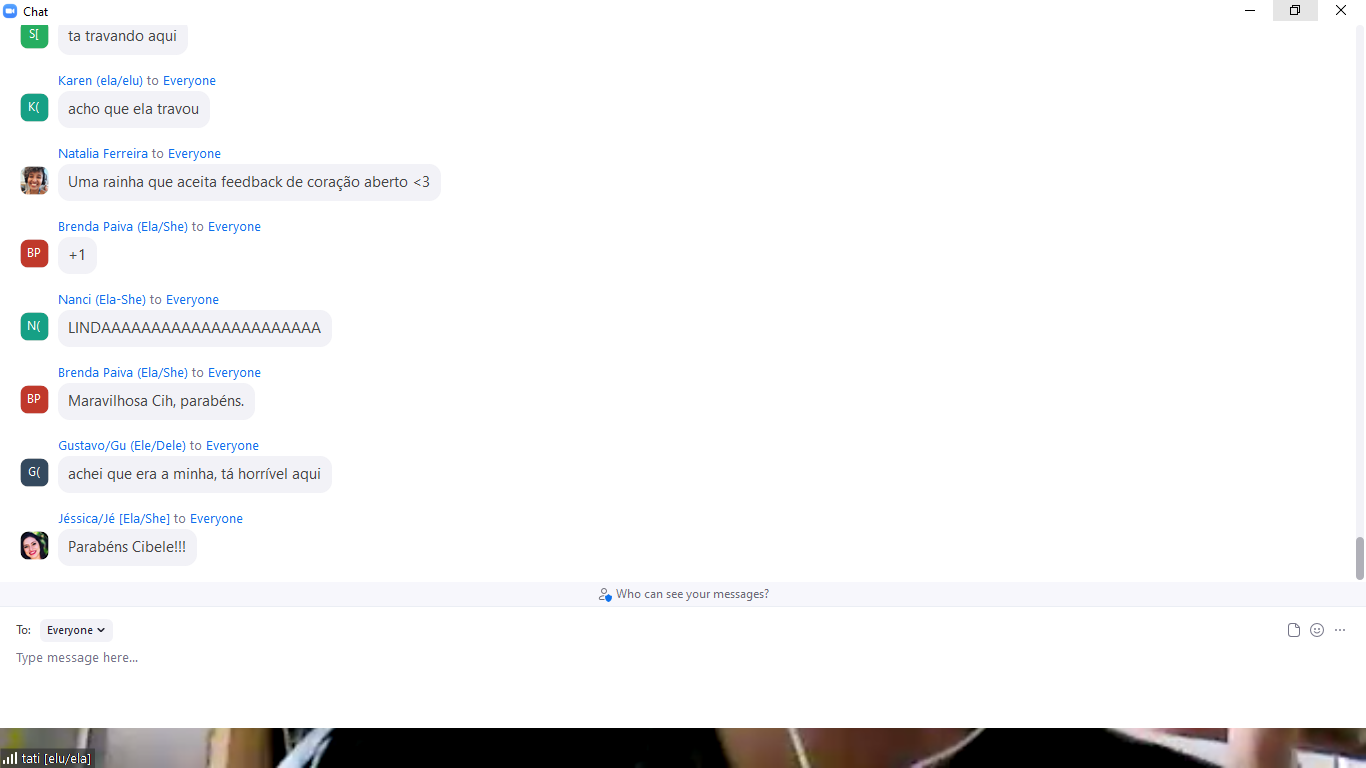 Chat
S[
ta travando aqui
Karen (ela/elu) to Everyone
K(
acho que ela travou
Natalia Ferreira to Everyone
Uma rainha que aceita feedback de coração aberto <3
Brenda Paiva (Ela/She) to Everyone
BP
+1
Nanci (Ela-She) to Everyone
N(
LINDAAAAAAAAAAAAAAAAAAAAAA
Brenda Paiva (Ela/She) to Everyone
BP
Maravilhosa Cih, parabéns.
Gustavo/Gu (Ele/Dele) to Everyone
G(
achei que era a minha, tá horrível aqui
Jéssica/Jé [Ela/She] to Everyone
Parabéns Cibele!!!
Who can see your messages?
To: Everyone
Type message here...
tati [elu/ela]